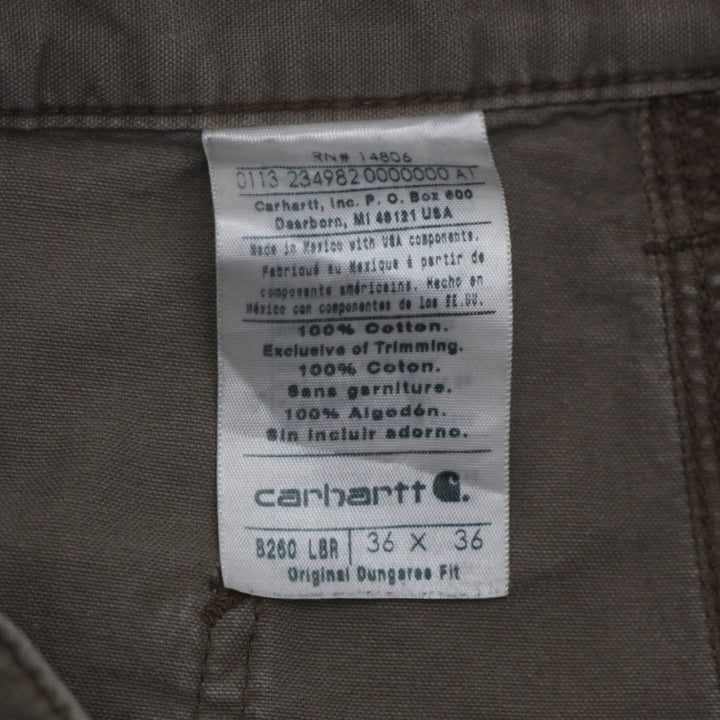 RN# 14806
0113 2349820000000 AT
Carhartt, Inc. P. O. Box 600
Dearborn, MI 48121 USA
Made in Mexico with USA components.
Fabriqué au Mexique à partir de
composants américains. Hecho en
México con componentes de los EE.UU.
100% Cotton.
Exclusive of Trimming.
100% Coton.
Sans garniture.
100% Algodón.
Sin incluir adorno.
carhartt
B260 LBR 36 X 36
Original Dungaree Fit